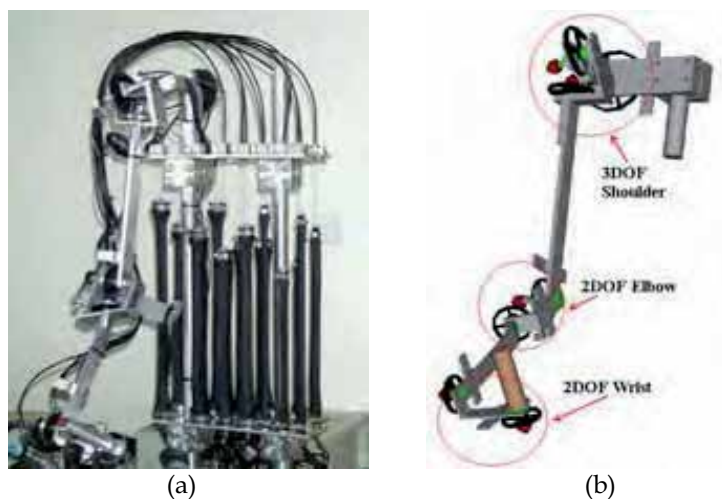 3DOF
Shoulder
2DOF Elbow
2DOF Wrist
(a)
(b)